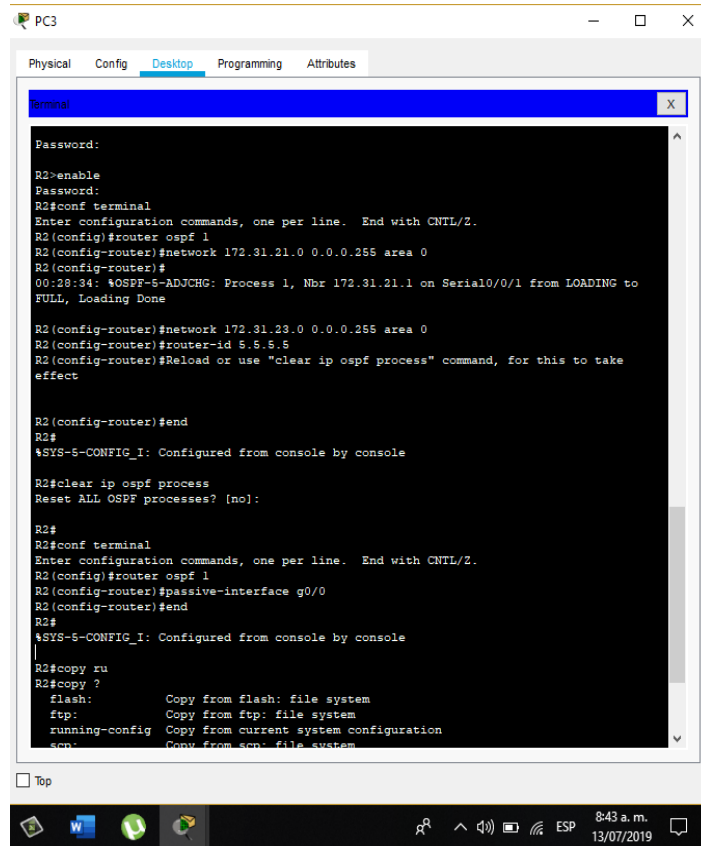 PC3
Physical Config Desktop Programming Attributes
Terminal X
Password:
R2>enable
Password:
R2#conf terminal
Enter configuration commands, one per line.  End with CNTL/Z.
R2(config)#router ospf 1
R2(config-router)#network 172.31.21.0 0.0.0.255 area 0
R2(config-router)#
00:28:34: %OSPF-5-ADJCHG: Process 1, Nbr 172.31.21.1 on Serial0/0/1 from LOADING to
FULL, Loading Done
R2(config-router)#network 172.31.23.0 0.0.0.255 area 0
R2(config-router)#router-id 5.5.5.5
R2(config-router)#Reload or use "clear ip ospf process" command, for this to take
effect
R2(config-router)#end
R2#
%SYS-5-CONFIG_I: Configured from console by console
R2#clear ip ospf process
Reset ALL OSPF processes? [no]:
R2#
R2#conf terminal
Enter configuration commands, one per line.  End with CNTL/Z.
R2(config)#router ospf 1
R2(config-router)#passive-interface g0/0
R2(config-router)#end
R2#
%SYS-5-CONFIG_I: Configured from console by console
R2#copy ru
R2#copy ?
flash: Copy from flash: file system
ftp: Copy from ftp: file system
running-config Copy from current system configuration
scp: Copy from scp: file system
Top
ESP 8:43 a. m.
13/07/2019